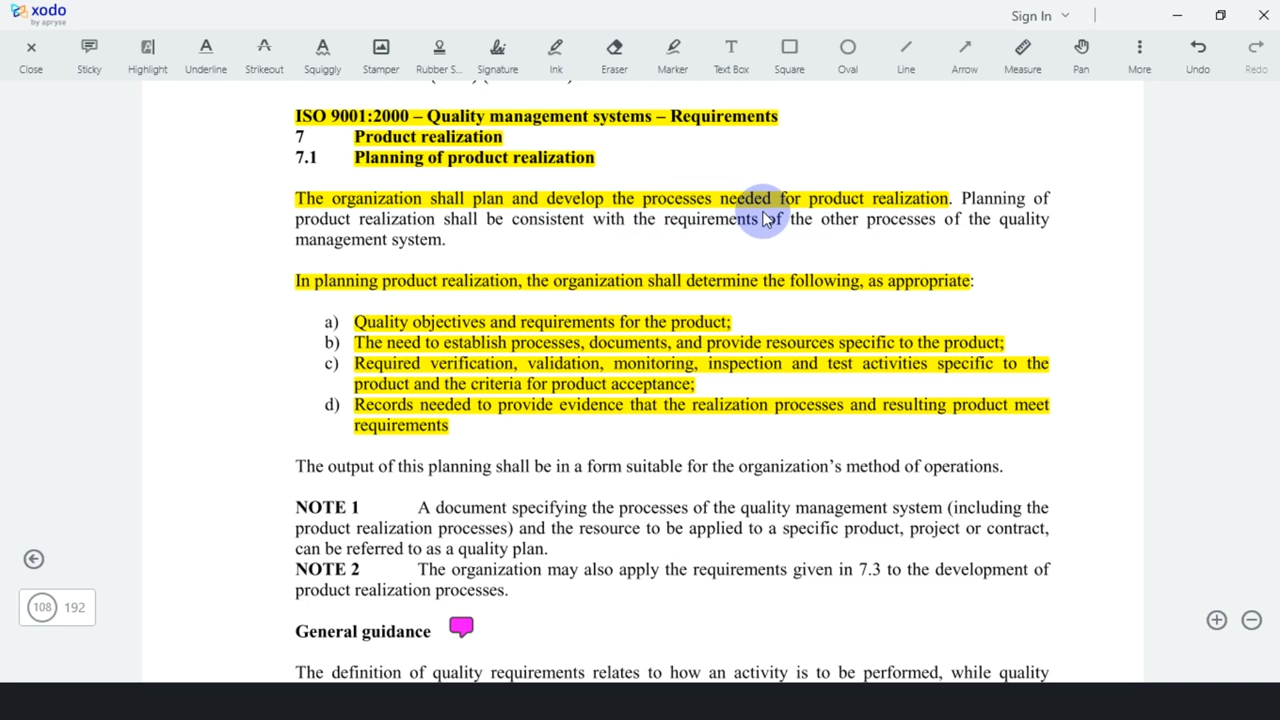 xodo
by apryse
Sign In
Close
Sticky
Highlight
Underline
Strikeout
Squiggly
Stamper
Rubber S...
Signature
Ink
Eraser
Marker
Text Box
Square
Oval
Line
Arrow
Measure
Pan
More
Undo
Redo
ISO 9001:2000 – Quality management systems – Requirements
7 Product realization
7.1 Planning of product realization
The organization shall plan and develop the processes needed for product realization. Planning of
product realization shall be consistent with the requirements of the other processes of the quality
management system.
In planning product realization, the organization shall determine the following, as appropriate:
a) Quality objectives and requirements for the product;
b) The need to establish processes, documents, and provide resources specific to the product;
c) Required verification, validation, monitoring, inspection and test activities specific to the
product and the criteria for product acceptance;
d) Records needed to provide evidence that the realization processes and resulting product meet
requirements
The output of this planning shall be in a form suitable for the organization's method of operations.
NOTE 1 A document specifying the processes of the quality management system (including the
product realization processes) and the resource to be applied to a specific product, project or contract,
can be referred to as a quality plan.
NOTE 2 The organization may also apply the requirements given in 7.3 to the development of
product realization processes.
108 192
General guidance
The definition of quality requirements relates to how an activity is to be performed, while quality